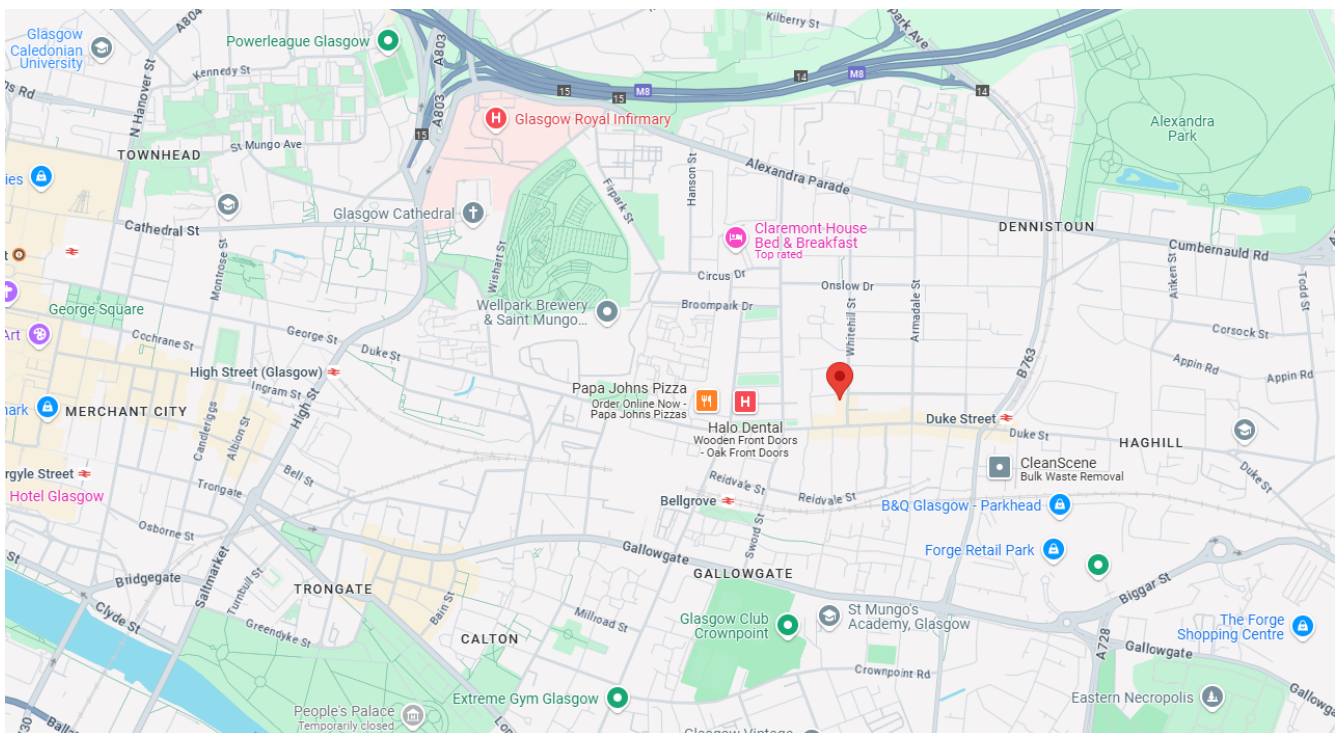 Kilberry St
A804
park Ave
Glasgow
Caledonian
University
Powerleague Glasgow
A803
Kennedy St
M8
14
M8
15
14
15
A803
N Hanover St
Rd
Glasgow Royal Infirmary
Alexandra
Park
15
St Mungo Ave
TOWNHEAD
Hanson St
Alexandra Parade
Firpark St
Glasgow Cathedral
Cathedral St
Claremont House
Bed & Breakfast
Top rated
DENNISTOUN
Cumbernauld Rd
Montrose St
Wishart St
Circus Dr
Aitken St
Todd St
Onslow Dr
Broompark Dr
Wellpark Brewery
& Saint Mungo...
George Square
Whitehill St
Armadale St
Cochrane St
George St
Corsock St
Art
Duke St
High Street (Glasgow)
Ingram St
B763
Appin Rd
Appin Rd
Papa Johns Pizza
Order Online Now -
Papa Johns Pizzas
MERCHANT CITY
High St
Candleriggs
Albion St
Halo Dental
Wooden Front Doors
- Oak Front Doors
Duke Street
Duke St
HAGHILL
Bell St
rgyle Street
Trongate
CleanScene
Bulk Waste Removal
Duke St
Reidvale St
Reidvale St
Hotel Glasgow
Bellgrove
B&Q Glasgow - Parkhead
Osborne St
Sword St
Gallowgate
Forge Retail Park
St
Bridgegate
Saltmarket
Turnbull St
TRONGATE
GALLOWGATE
Biggar St
Clyde St
Bain St
Millroad St
Glasgow Club
Crownpoint
St Mungo's
Academy, Glasgow
The Forge
Shopping Centre
Greendyke St
CALTON
A728
Gallowgate
Crownpoint Rd
Extreme Gym Glasgow
Eastern Necropolis
Gallowgate
People's Palace
Temporarily closed
Glasgow Vintage